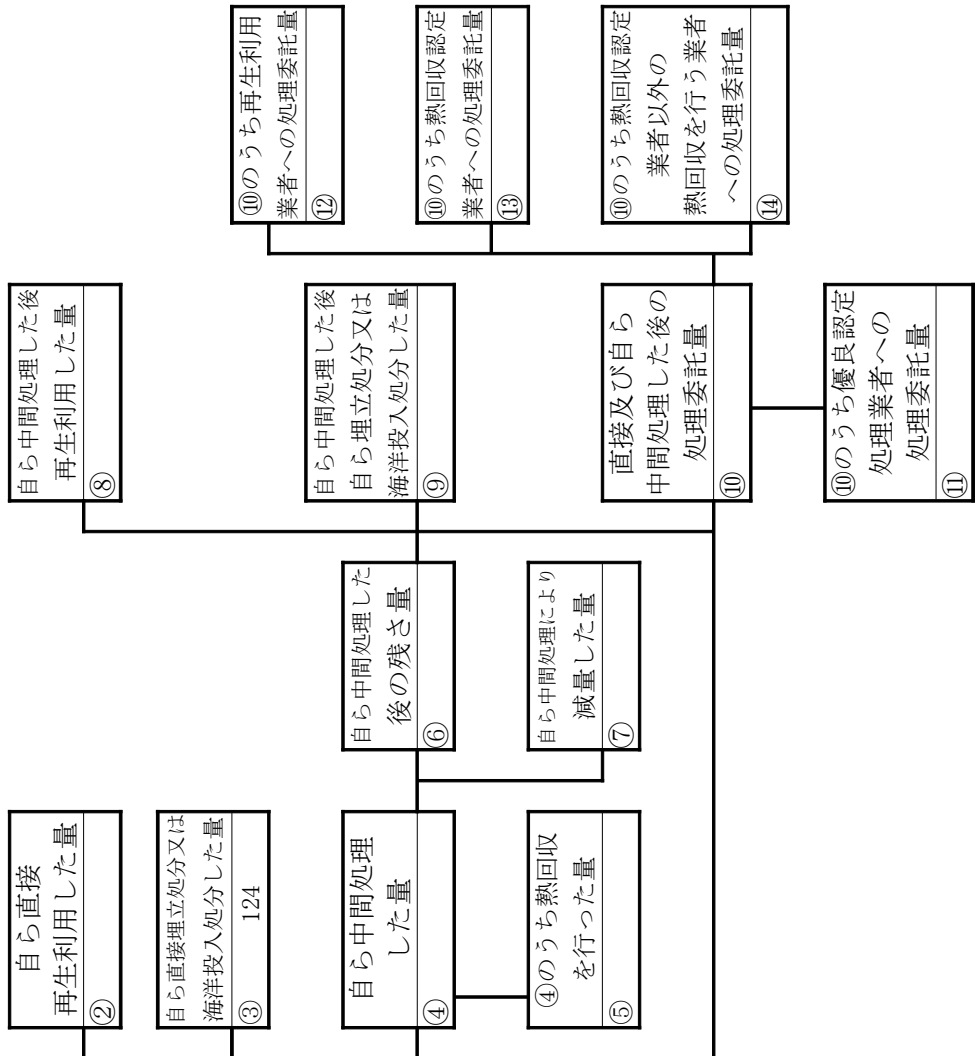 自ら直接
再生利用した量
②
自ら直接埋立処分又は
海洋投入処分した量
③ 124
自ら中間処理
した量
④
④のうち熱回収
を行った量
⑤
自ら中間処理した
後の残さ量
⑥
自ら中間処理により
減量した量
⑦
自ら中間処理した後
再生利用した量
⑧
自ら中間処理した後
自ら埋立処分又は
海洋投入処分した量
⑨
直接及び自ら
中間処理した後の
処理委託量
⑩
⑩のうち優良認定
処理業者への
処理委託量
⑪
⑩のうち再生利用
業者への処理委託量
⑫
⑩のうち熱回収認定
業者への処理委託量
⑬
⑩のうち熱回収認定
業者以外の
熱回収を行う業者
への処理委託量
⑭